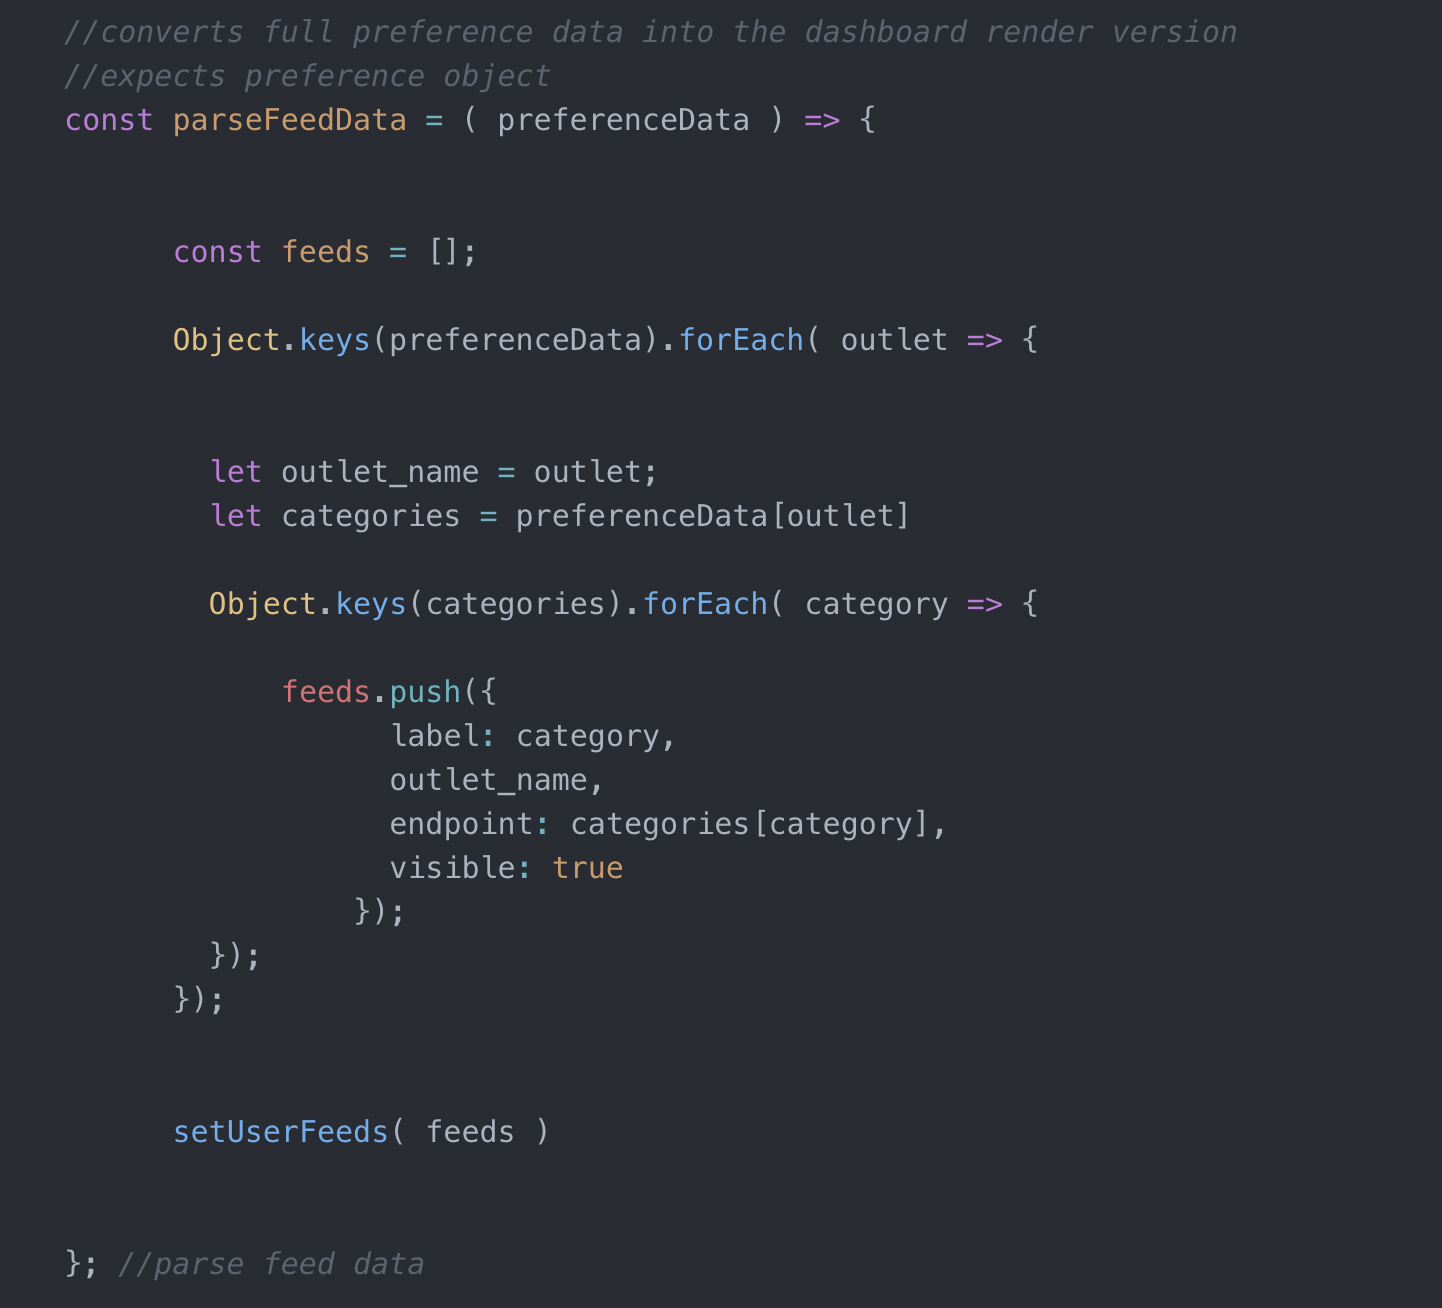 //converts full preference data into the dashboard render version
//expects preference object
const parseFeedData = ( preferenceData ) => {
const feeds = [];
Object.keys(preferenceData).forEach( outlet => {
let outlet_name = outlet;
let categories = preferenceData[outlet]
Object.keys(categories).forEach( category => {
feeds.push({
label: category,
outlet_name,
endpoint: categories[category],
visible: true
});
});
});
setUserFeeds( feeds )
}; //parse feed data